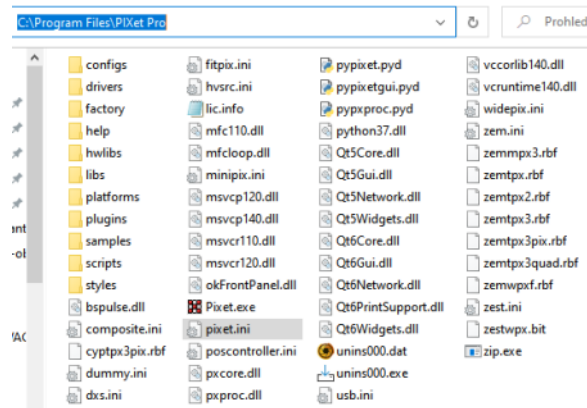 C:\Program Files\PIXet Pro
Prohled
configs
drivers
factory
help
hwlibs
libs
platforms
plugins
samples
scripts
styles
bspulse.dll
composite.ini
cyptpx3pix.rbf
dummy.ini
dxs.ini
fitpix.ini
hvsrc.ini
lic.info
mfc110.dll
mfcloop.dll
minipix.ini
msvcp120.dll
msvcp140.dll
msvcr110.dll
msvcr120.dll
okFrontPanel.dll
Pixet.exe
pixet.ini
poscontroller.ini
pxcore.dll
pxproc.dll
pypixet.pyd
pypixetgui.pyd
pypxproc.pyd
python37.dll
Qt5Core.dll
Qt5Gui.dll
Qt5Network.dll
Qt5Widgets.dll
Qt6Core.dll
Qt6Gui.dll
Qt6Network.dll
Qt6PrintSupport.dll
Qt6Widgets.dll
unins000.dat
unins000.exe
usb.ini
vccorlib140.dll
vcruntime140.dll
widepix.ini
zem.ini
zemmpx3.rbf
zemtpx.rbf
zemtpx2.rbf
zemtpx3.rbf
zemtpx3pix.rbf
zemtpx3quad.rbf
zemwpxf.rbf
zest.ini
zestwpx.bit
zip.exe